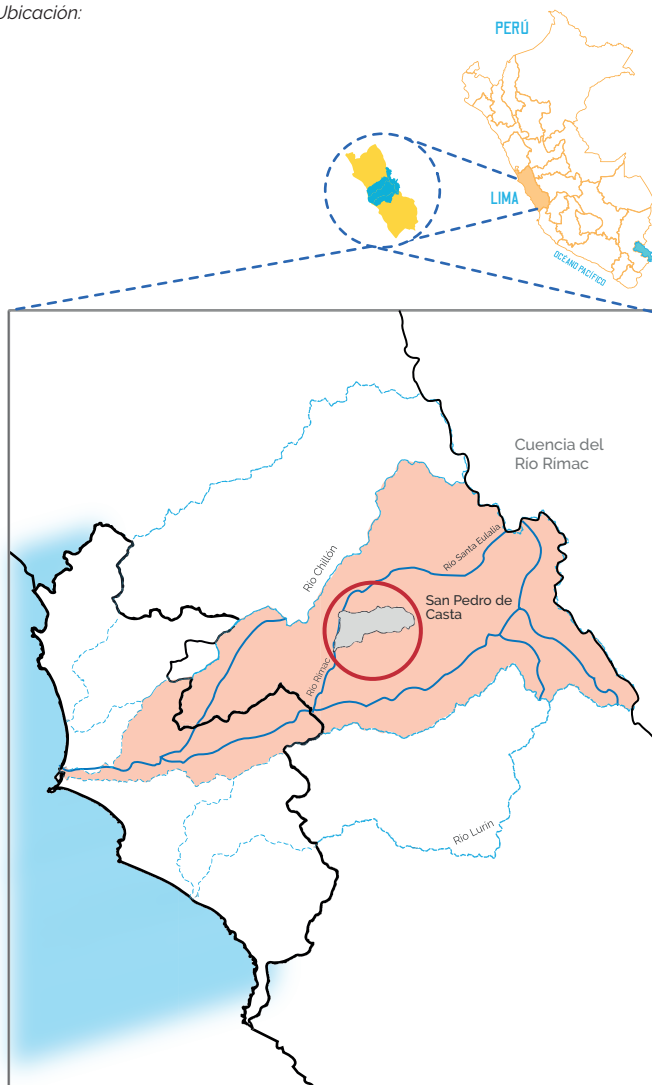 Ubicación:
PERÚ
LIMA
OCÉANO PACÍFICO
Cuencia del
Río Rímac
Río Santa Eulalia
Río Chillón
San Pedro de
Casta
Río Rímac
Río Lurín